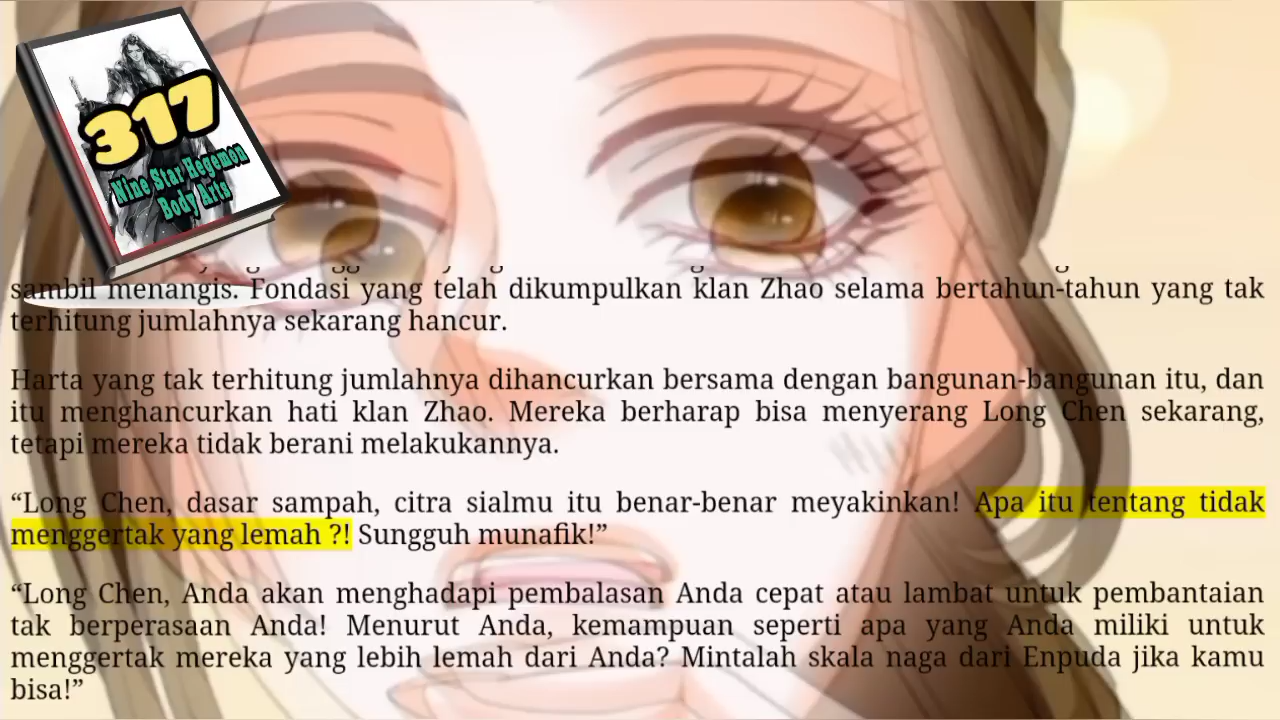 317
Nine Star Hegemon
Body Arts
sambil menangis. Fondasi yang telah dikumpulkan klan Zhao selama bertahun-tahun yang tak
terhitung jumlahnya sekarang hancur.
Harta yang tak terhitung jumlahnya dihancurkan bersama dengan bangunan-bangunan itu, dan
itu menghancurkan hati klan Zhao. Mereka berharap bisa menyerang Long Chen sekarang,
tetapi mereka tidak berani melakukannya.
“Long Chen, dasar sampah, citra sialmu itu benar-benar meyakinkan! Apa itu tentang tidak
menggertak yang lemah ?! Sungguh munafik!”
“Long Chen, Anda akan menghadapi pembalasan Anda cepat atau lambat untuk pembantaian
tak berperasaan Anda! Menurut Anda, kemampuan seperti apa yang Anda miliki untuk
menggertak mereka yang lebih lemah dari Anda? Mintalah skala naga dari Enpuda jika kamu
bisa!”